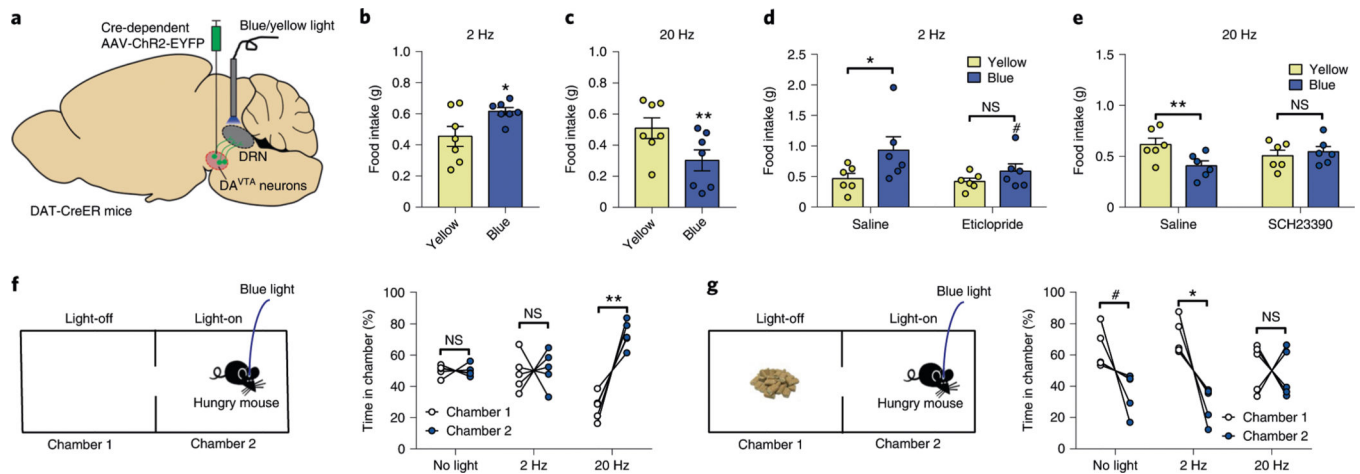 a
Cre-dependent
AAV-ChR2-EYFP
Blue/yellow light
DRN
DAVTA neurons
DAT-CreER mice
b
2 Hz
Food intake (g)
1.0
0.8
0.6
0.4
0.2
0
*
Yellow
Blue
c
20 Hz
Food intake (g)
1.0
0.8
0.6
0.4
0.2
0
**
Yellow
Blue
d
2 Hz
Food intake (g)
2.5
2.0
1.5
1.0
0.5
0
Yellow
Blue
*
NS
#
Saline
Eticlopride
e
20 Hz
Food intake (g)
1.5
1.0
0.5
0
Yellow
Blue
**
NS
Saline
SCH23390
f
Blue light
Light-off
Light-on
Hungry mouse
Chamber 1
Chamber 2
Time in chamber (%)
100
80
60
40
20
0
NS
NS
**
Chamber 1
Chamber 2
No light
2 Hz
20 Hz
g
Blue light
Light-off
Light-on
Hungry mouse
Chamber 1
Chamber 2
Time in chamber (%)
100
80
60
40
20
0
#
*
NS
Chamber 1
Chamber 2
No light
2 Hz
20 Hz